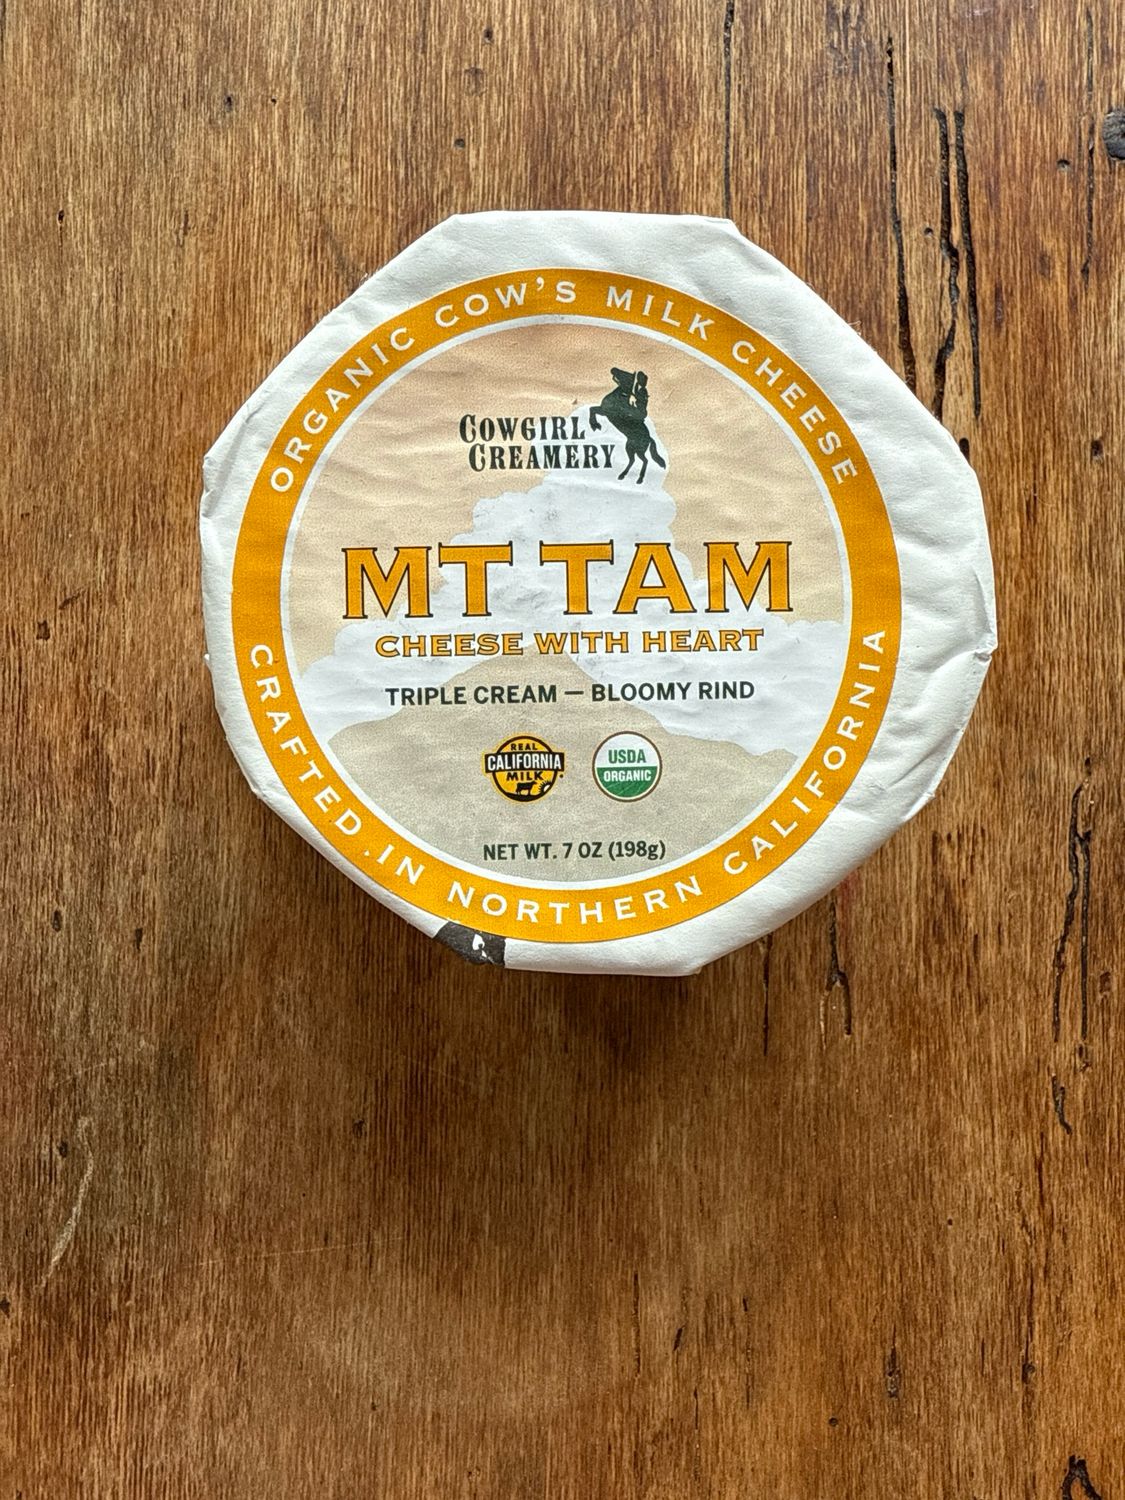 ORGANIC COW'S MILK CHEESE
COWGIRL
CREAMERY
MT TAM
CHEESE WITH HEART
TRIPLE CREAM — BLOOMY RIND
REAL
CALIFORNIA
MILK
USDA
ORGANIC
NET WT. 7 OZ (198g)
CRAFTED IN NORTHERN CALIFORNIA